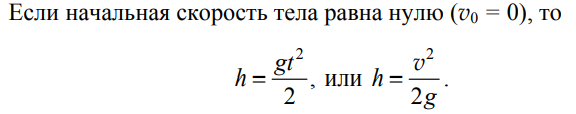 Если начальная скорость тела равна нулю (v₀ = 0), то
h = gt²/2, или h = v²/2g.